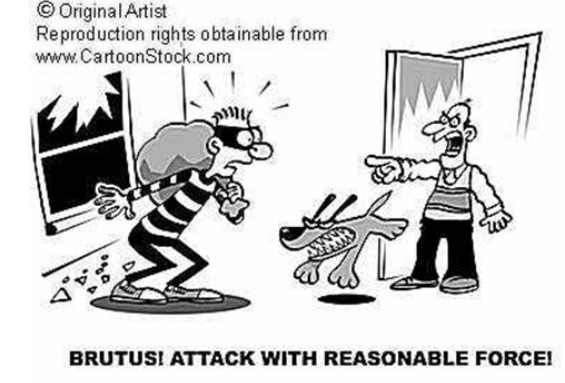 © Original Artist
Reproduction rights obtainable from
www.CartoonStock.com
BRUTUS! ATTACK WITH REASONABLE FORCE!